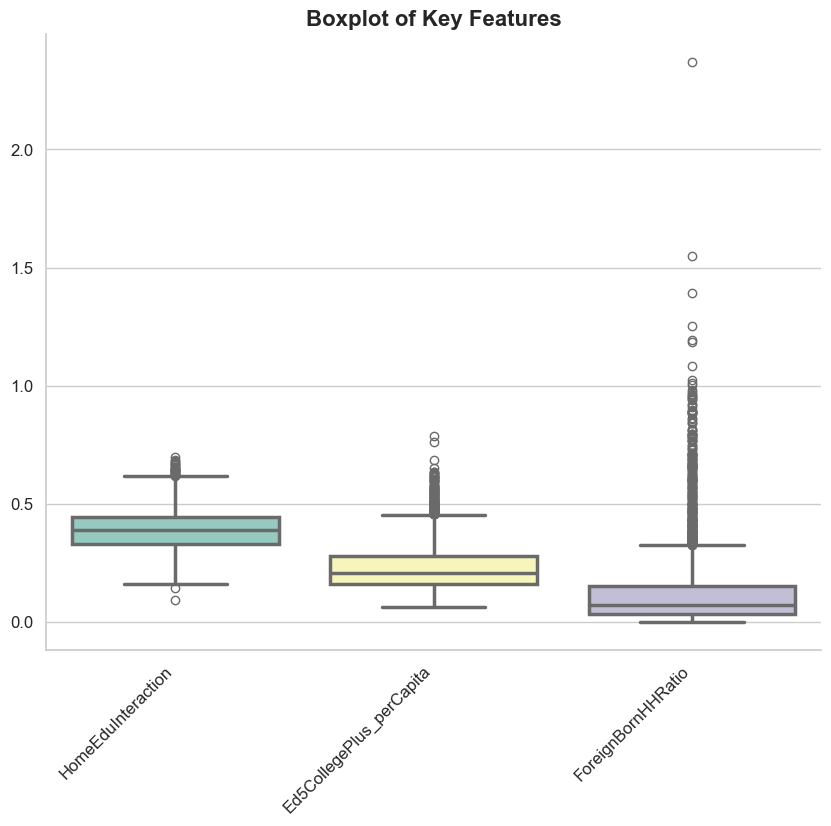 Boxplot of Key Features
2.0
1.5
1.0
0.5
0.0
HomeEduInteraction
Ed5CollegePlus_perCapita
ForeignBornHHRatio